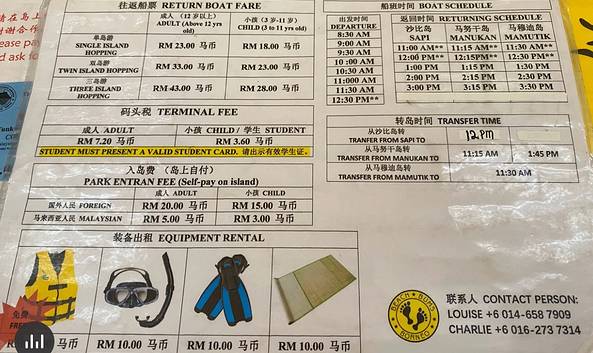 请在岛上
谢合作
Please pa
nd ask fo
往返船票 RETURN BOAT FARE
成人 (12岁以上) ADULT (Above 12 yrs old)
小孩 (3岁-11岁) CHILD (3 to 11 yrs old)
单岛游 SINGLE ISLAND HOPPING RM 23.00 马币 RM 18.00 马币
双岛游 TWIN ISLAND HOPPING RM 33.00 马币 RM 23.00 马币
三岛游 THREE ISLAND HOPPING RM 43.00 马币 RM 28.00 马币
码头税 TERMINAL FEE
成人 ADULT 小孩 CHILD / 学生 STUDENT
RM 7.20 马币 RM 3.60 马币
STUDENT MUST PRESENT A VALID STUDENT CARD. 请出示有效学生证。
入岛费 (岛上自付)
PARK ENTRAN FEE (Self-pay on island)
成人 ADULT 小孩 CHILD
国外人民 FOREIGN RM 20.00 马币 RM 15.00 马币
马来西亚人民 MALAYSIAN RM 5.00 马币 RM 3.00 马币
装备出租 EQUIPMENT RENTAL
免费
FREE
RM 10.00 马币 RM 10.00 马币 RM 10.00 马币 RM 10.00 马币
船班时间 BOAT SCHEDULE
出发时间 DEPARTURE
返回时间 RETURNING SCHEDULE
沙比岛 SAPI 马努干岛 MANUKAN 马穆迪岛 MAMUTIK
8:30 AM
9:00 AM
9:30 AM
10 :00 AM
10:30 AM
11:000 AM
11:30 AM
12:30 PM**
11:00 AM** 11:15 AM** 11:30 AM**
12:00 PM** 12:15PM** 12:30 PM**
1:00 PM 1:15 PM 1:30 PM
2:00 PM 2:15 PM 2:30 PM
3:00 PM 3:15 PM 3:30 PM
转岛时间 TRANSFER TIME
从沙比岛转 TRANFER FROM SAPI TO 12pm
从马努干岛转 TRANFER FROM MANUKAN TO 11:15 AM 1:45 PM
从马穆迪岛转 TRANFER FROM MAMUTIK TO 11:30 AM
BEACH BUMS BORNEO
联系人 CONTACT PERSON:
LOUISE +6 014-658 7909
CHARLIE +6 016-273 7314